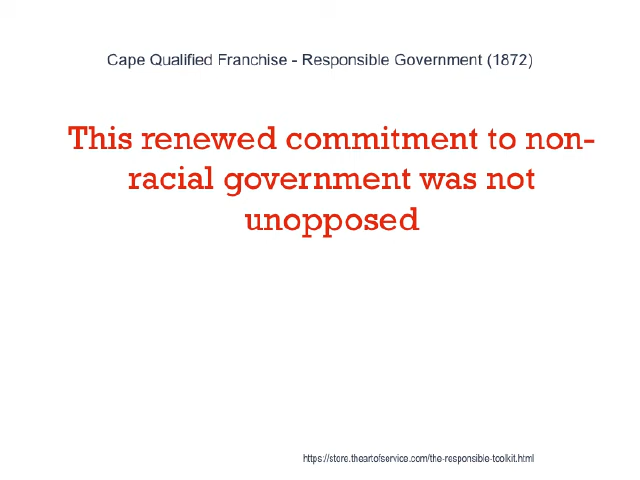 Cape Qualified Franchise - Responsible Government (1872)
This renewed commitment to non-
racial government was not
unopposed
https://store.theartofservice.com/the-responsible-toolkit.html